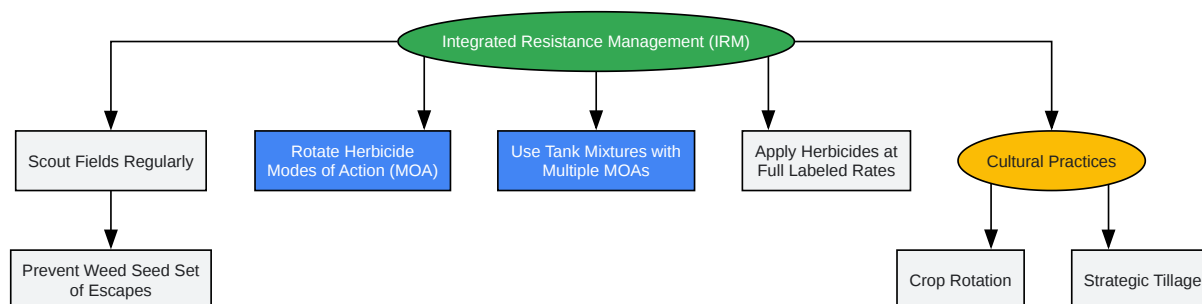 Integrated Resistance Management (IRM)
Scout Fields Regularly
Rotate Herbicide
Modes of Action (MOA)
Use Tank Mixtures with
Multiple MOAs
Apply Herbicides at
Full Labeled Rates
Cultural Practices
Prevent Weed Seed Set
of Escapes
Crop Rotation
Strategic Tillage